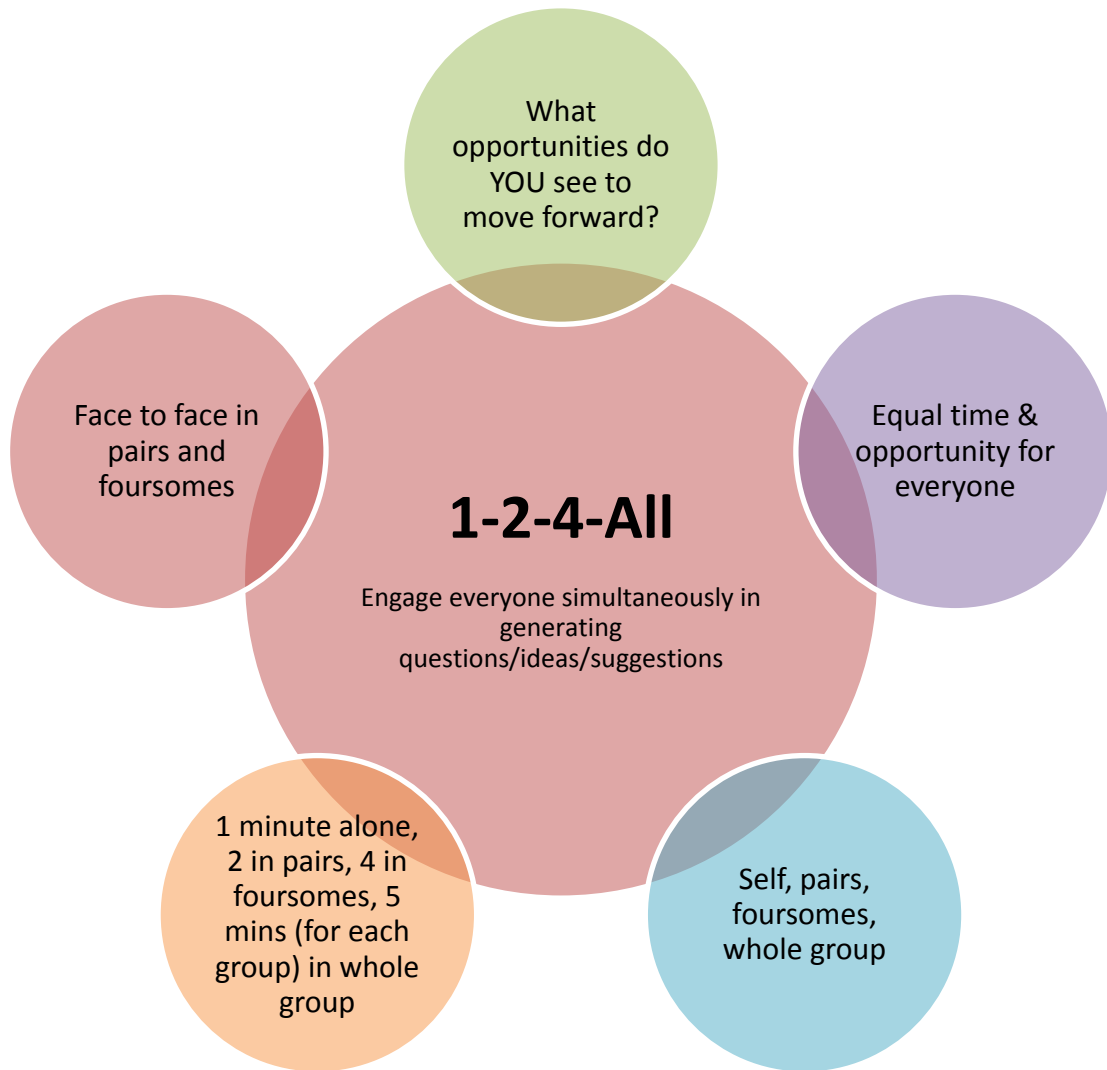 What
opportunities do
YOU see to
move forward?
Face to face in
pairs and
foursomes
Equal time &
opportunity for
everyone
1-2-4-All
Engage everyone simultaneously in
generating
questions/ideas/suggestions
1 minute alone,
2 in pairs, 4 in
foursomes, 5
mins (for each
group) in whole
group
Self, pairs,
foursomes,
whole group